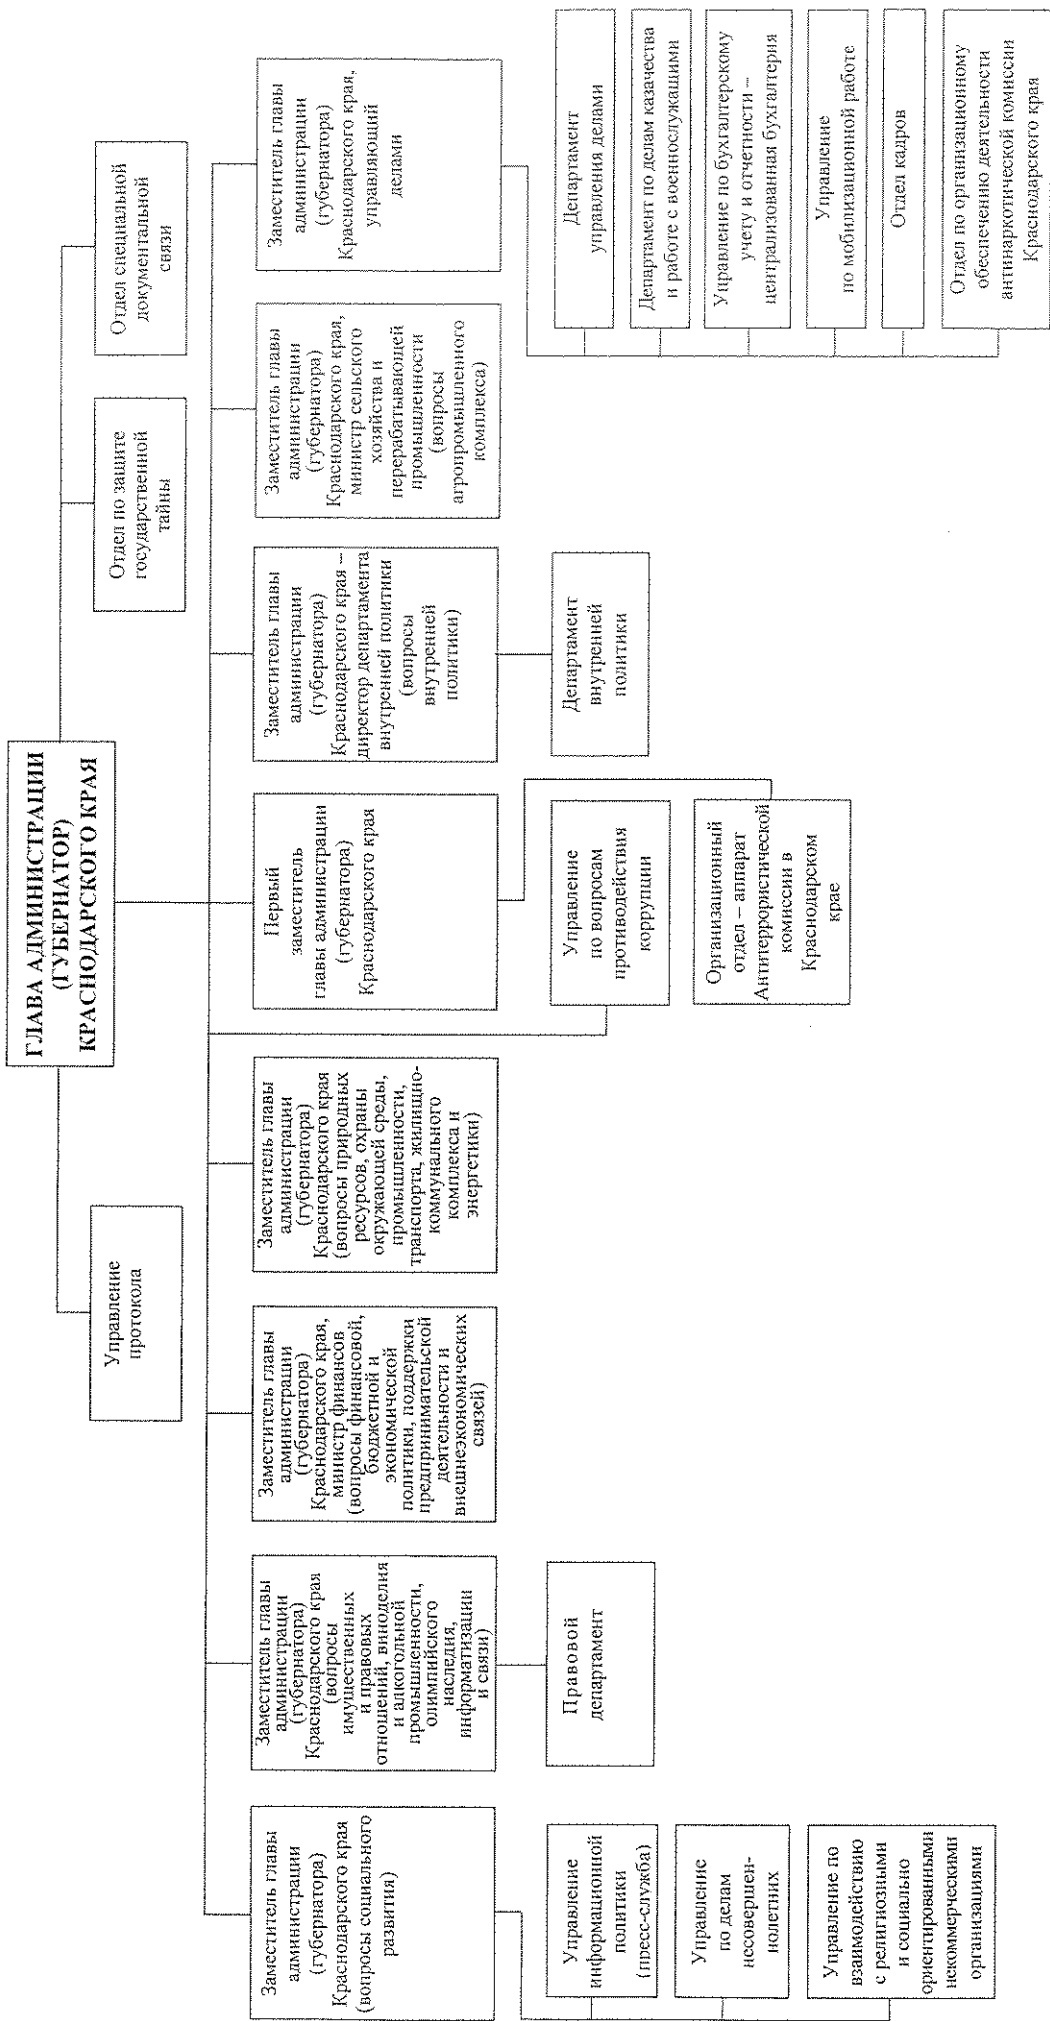 ГЛАВА АДМИНИСТРАЦИИ
(ГУБЕРНАТОР)
КРАСНОДАРСКОГО КРАЯ
Управление
протокола
Отдел по защите
государственной
тайны
Отдел специальной
документальной
связи
Заместитель главы
администрации
(губернатора)
Краснодарского края
(вопросы социального
развития)
Заместитель главы
администрации
(губернатора)
Краснодарского края
(вопросы
имущественных
и правовых
отношений, виноделия
и алкогольной
промышленности,
олимпийского
наследия,
информатизации
и связи)
Заместитель главы
администрации
(губернатора)
Краснодарского края,
министр финансов
(вопросы финансовой,
бюджетной и
экономической
политики, поддержки
предпринимательской
деятельности и
внешнеэкономических
связей)
Заместитель главы
администрации
(губернатора)
Краснодарского края
(вопросы природных
ресурсов, охраны
окружающей среды,
промышленности,
транспорта, жилищно-
коммунального
комплекса и
энергетики)
Первый
заместитель
главы администрации
(губернатора)
Краснодарского края
Заместитель главы
администрации
(губернатора)
Краснодарского края –
директор департамента
внутренней политики
(вопросы
внутренней
политики)
Заместитель главы
администрации
(губернатора)
Краснодарского края,
министр сельского
хозяйства и
перерабатывающей
промышленности
(вопросы
агропромышленного
комплекса)
Заместитель главы
администрации
(губернатора)
Краснодарского края,
управляющий
делами
Управление
информационной
политики
(пресс-служба)
Управление
по делам
несовершен-
нолетних
Управление по
взаимодействию
с религиозными
и социально
ориентированными
некоммерческими
организациями
Правовой
департамент
Управление
по вопросам
противодействия
коррупции
Организационный
отдел – аппарат
Антитеррористической
комиссии в
Краснодарском
крае
Департамент
внутренней
политики
Департамент
управления делами
Департамент по делам казачества
и работе с военнослужащими
Управление по бухгалтерскому
учету и отчетности –
централизованная бухгалтерия
Управление
по мобилизационной работе
Отдел кадров
Отдел по организационному
обеспечению деятельности
антинаркотической комиссии
Краснодарского края